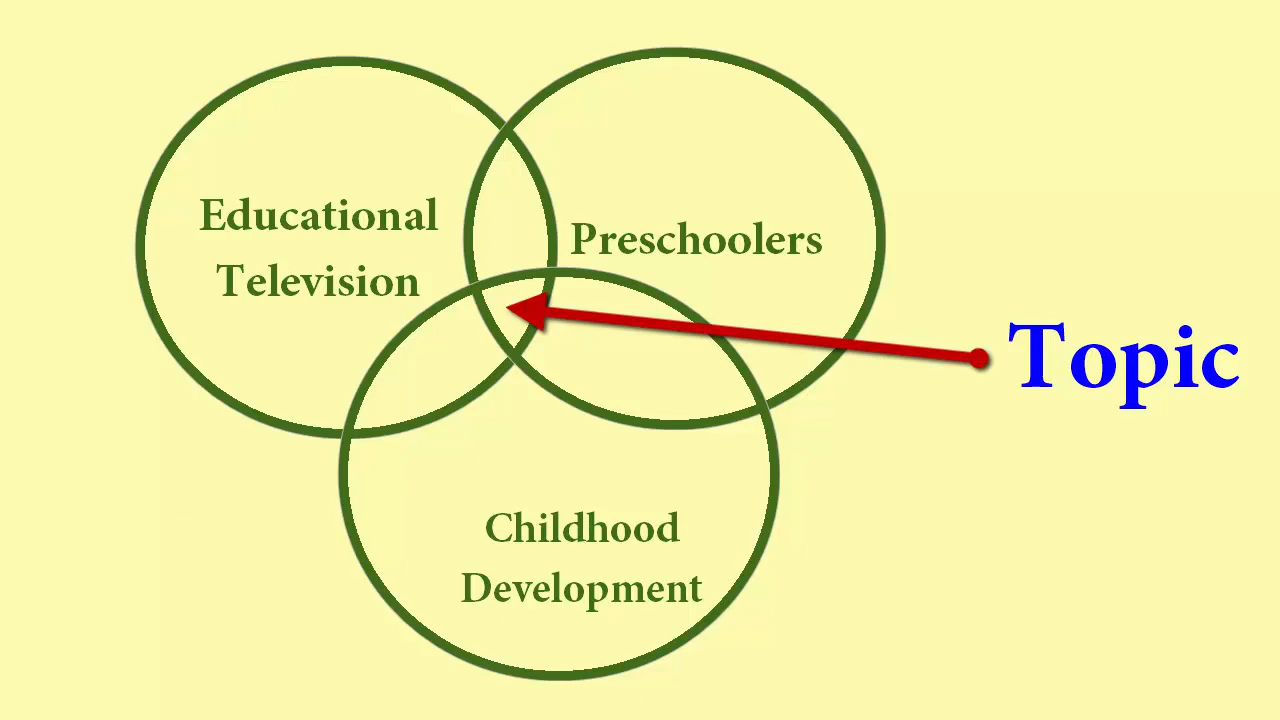 Educational
Television
Preschoolers
Topic
Childhood
Development